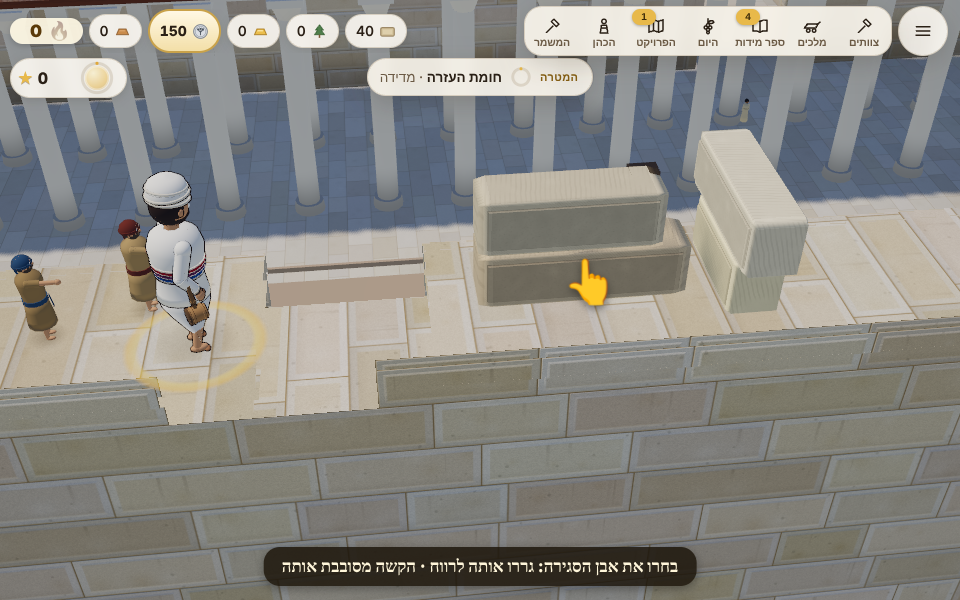 צוותים
מלכים
ספר מידות
4
היום
הפרויקט
1
הכהן
המשמר
40
0
0
150
0
0
0
המטרה חומת העזרה · מדידה
בחרו את אבן הסגירה: גררו אותה לרווח · הקשה מסובבת אותה